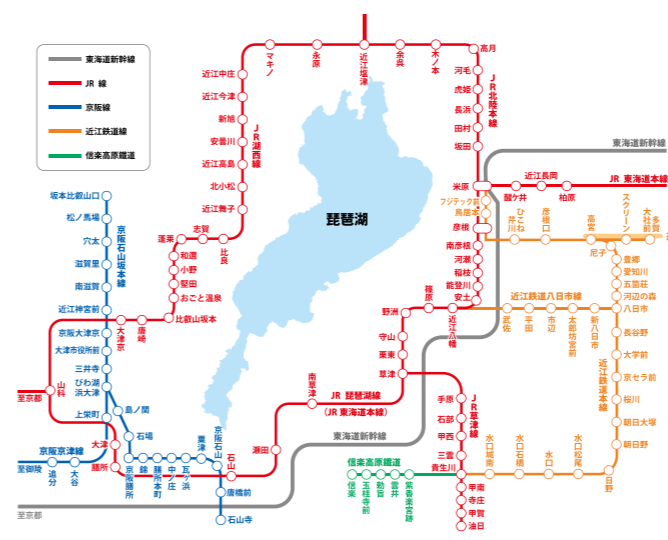 東海道新幹線
JR 線
京阪線
近江鉄道線
信楽高原鐵道
マキノ
永原
近江塩津
余呉
木ノ本
高月
河毛
虎姫
長浜
田村
坂田
JR北陸本線
近江中庄
近江今津
新旭
安曇川
近江高島
北小松
近江舞子
JR湖西線
志賀
比良
蓬莱
和邇
小野
堅田
おごと温泉
比叡山坂本
唐崎
大津京
琵琶湖
東海道新幹線
JR 東海道本線
米原
醒ケ井
近江長岡
柏原
フジテック前
鳥居本
彦根
ひこね芹川
彦根口
高宮
スクリーン
多賀大社前
尼子
南彦根
河瀬
稲枝
能登川
安土
豊郷
愛知川
五箇荘
河辺の森
八日市
近江鉄道八日市線
近江八幡
武佐
平田
市辺
太郎坊宮前
新八日市
篠原
野洲
守山
栗東
草津
長谷野
大学前
京セラ前
桜川
朝日大塚
朝日野
日野
近江鉄道本線
坂本比叡山口
松ノ馬場
穴太
滋賀里
南滋賀
近江神宮前
京阪大津京
大津市役所前
三井寺
びわ湖
浜大津
上栄町
京阪石山坂本線
至京都
山科
大津
膳所
京阪京津線
至御陵
追分
大谷
島ノ関
石場
京阪膳所
錦
膳所本町
中ノ庄
瓦ヶ浜
粟津
京阪石山
唐橋前
石山寺
石山
瀬田
南草津
JR 琵琶湖線
(JR 東海道本線)
東海道新幹線
至京都
JR草津線
手原
石部
甲西
三雲
貴生川
甲南
寺庄
甲賀
油日
水口城南
水口石橋
水口
水口松尾
信楽高原鐵道
信楽
玉桂寺前
勅旨
雲井
紫香楽宮跡